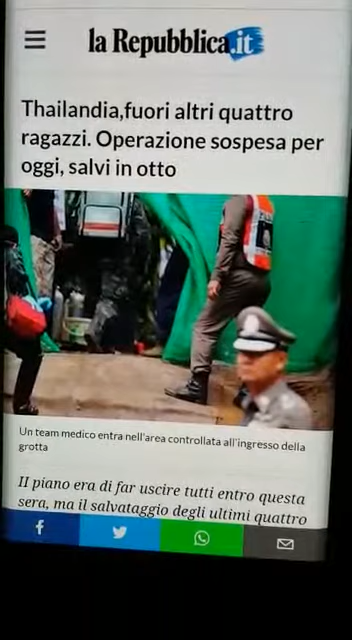 la Repubblica.it
Thailandia,fuori altri quattro
ragazzi. Operazione sospesa per
oggi, salvi in otto
Un team medico entra nell'area controllata all'ingresso della
grotta
Il piano era di far uscire tutti entro questa
sera, ma il salvataggio degli ultimi quattro